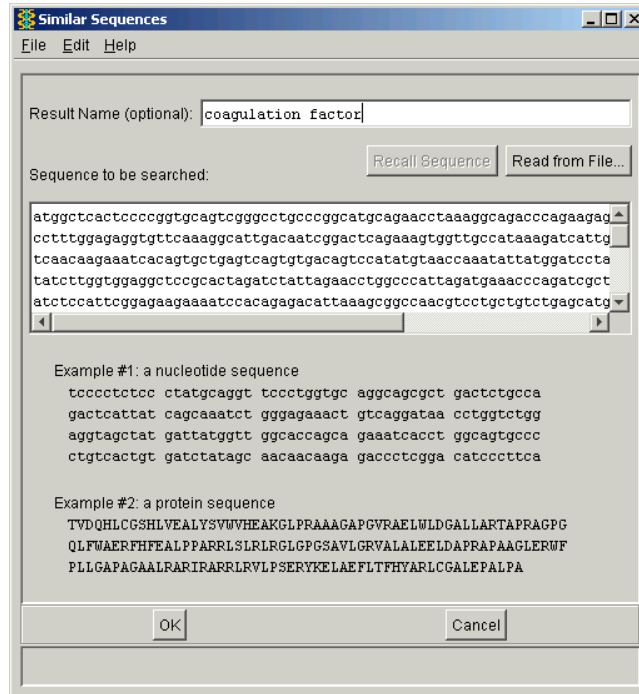 Similar Sequences
File Edit Help
Result Name (optional): coagulation factor
Recall Sequence Read from File...
Sequence to be searched:
atggctcactccccggtgcagtcgggcctgcccggcatgcagaacctaaaggcagacccagaagag
cctttggagaggtgttcaaaggcattgacaatcggactcagaaagtggttgccataaagatcattg
tcaacaagaaatcacagtgctgagtcagtgtgacagtccatatgtaaccaaatattatggatccta
tatcttggtggaggctccgcactagatctattagaacctggcccattagatgaaacccagatcgct
atctccattcggagaagaaaatccacagagacattaaagcggccaacgtcctgctgtctgagcatg
Example #1: a nucleotide sequence
tcccctctcc ctatgcaggt tccctggtgc aggcagcgct gactctgcca
gactcattat cagcaaatct gggagaaact gtcaggataa cctggtctgg
aggtagctat gattatggtt ggcaccagca gaaatcacct ggcagtgccc
ctgtcactgt gatctatagc aacaacaaga gaccctcgga catcccttca
Example #2: a protein sequence
TVDQHLCGSHLVEALYSVWVHEAKGLPRAAAGAPGVRAELWLDGALLARTAPRAGPG
QLFWAERFHFEALPPARRLSLRLRGLGPGSAVLGRVALALEELDAPRAPAAGLERWF
PLLGAPAGAALRARIRARRLRVLPSERYKELAEFLTFHYARLCGALEPALPA
OK Cancel